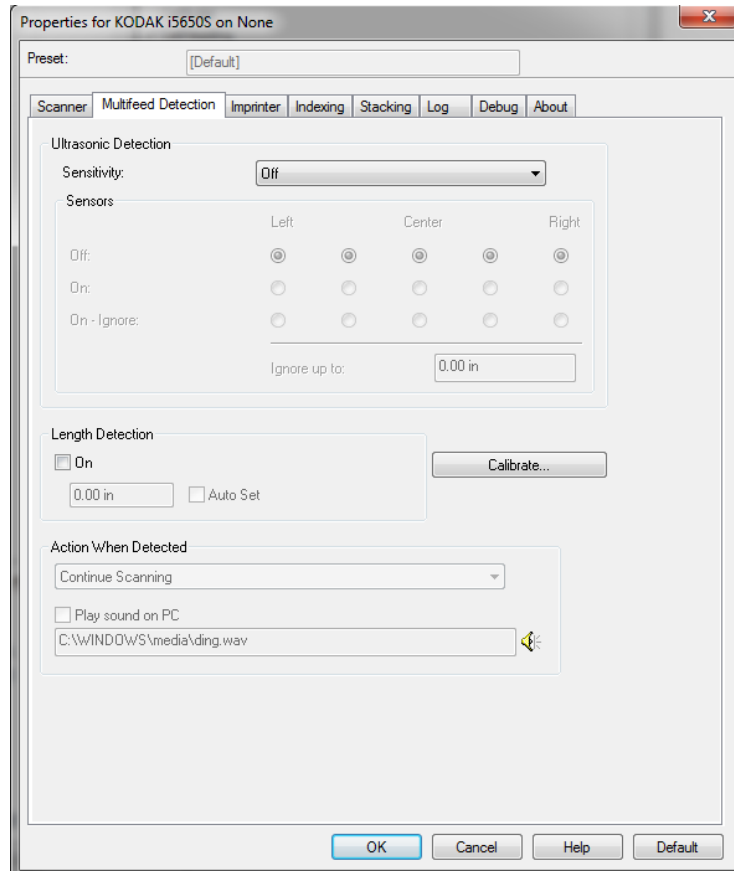 Properties for KODAK i5650S on None
Preset: [Default]
Scanner Multifeed Detection Imprinter Indexing Stacking Log Debug About
Ultrasonic Detection
Sensitivity: Off
Sensors
Left Center Right
Off:
On:
On - Ignore:
Ignore up to: 0.00 in
Length Detection
On
Calibrate...
0.00 in Auto Set
Action When Detected
Continue Scanning
Play sound on PC
C:\WINDOWS\media\ding.wav
OK Cancel Help Default